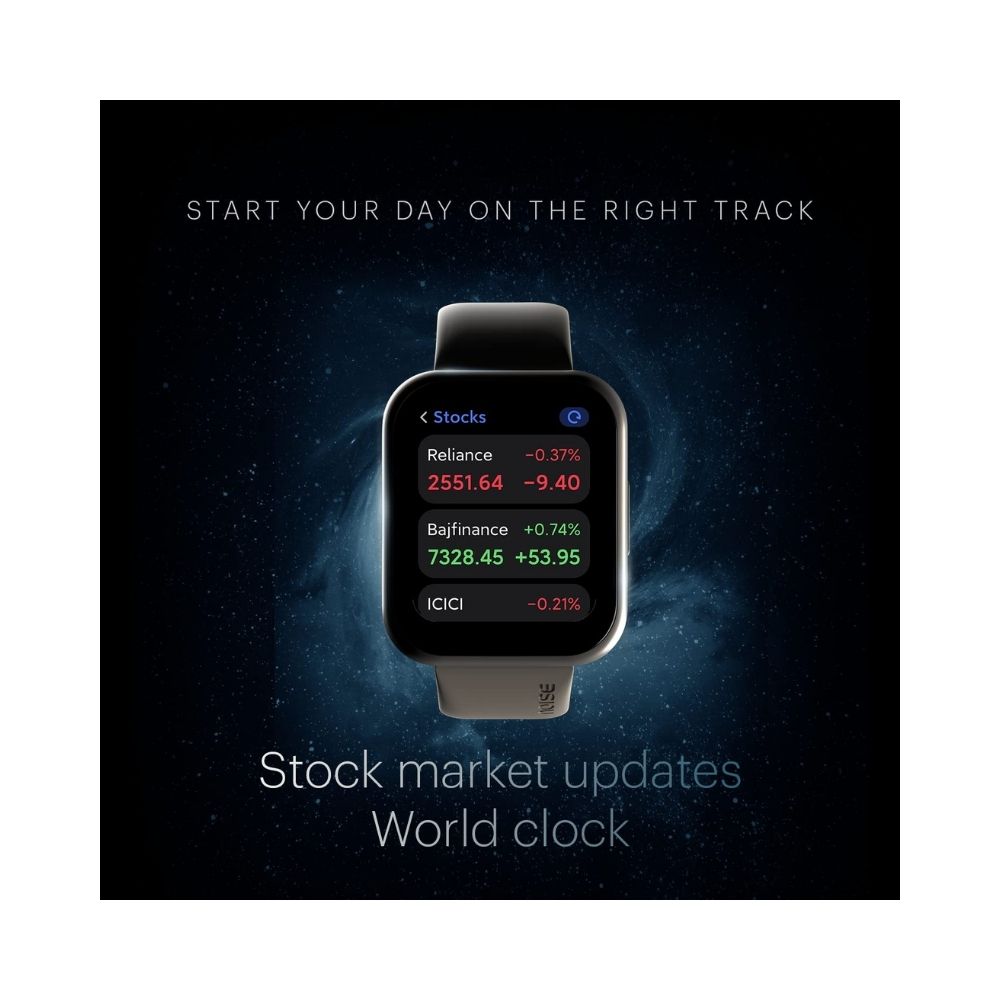 START YOUR DAY ON THE RIGHT TRACK
< Stocks
Reliance −0.37%
2551.64 −9.40
Bajfinance +0.74%
7328.45 +53.95
ICICI −0.21%
NOISE
Stock market updates
World clock